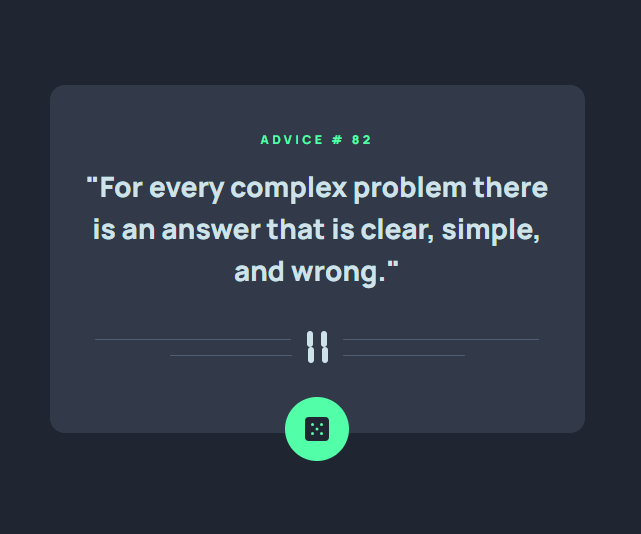 ADVICE # 82
"For every complex problem there
is an answer that is clear, simple,
and wrong."